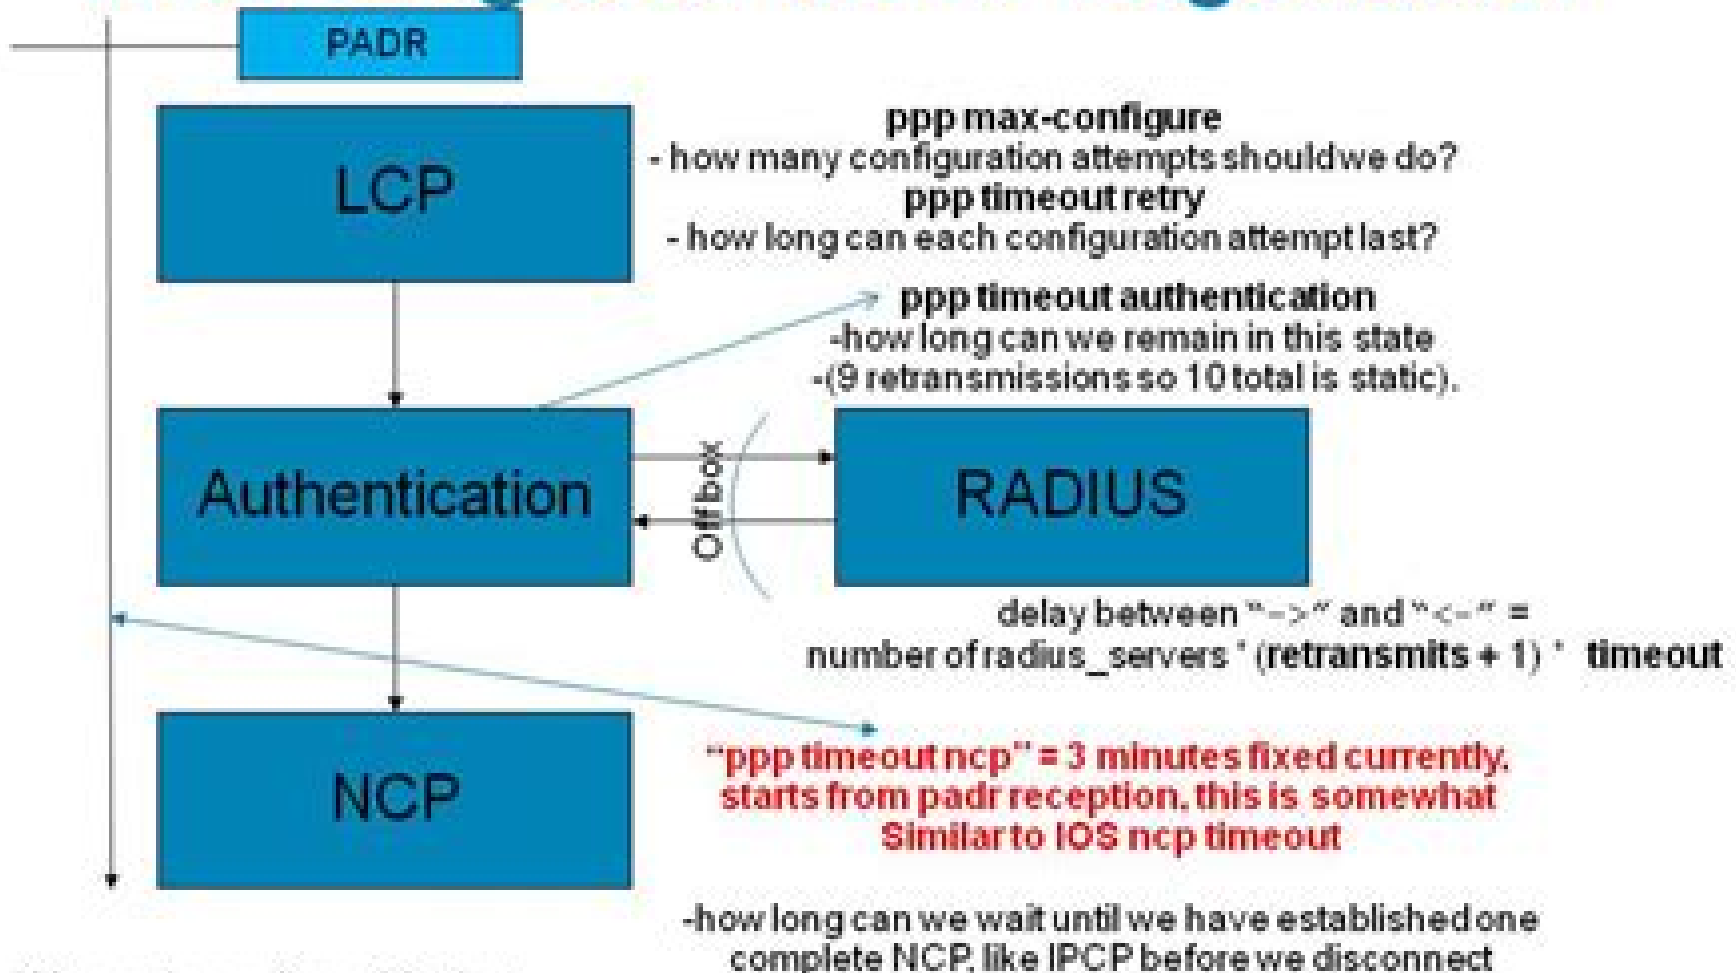 PADR
LCP
ppp max-configure
- how many configuration attempts should we do?
ppp timeout retry
- how long can each configuration attempt last?
ppp timeout authentication
-how long can we remain in this state
-(9 retransmissions so 10 total is static).
Authentication
Off box
RADIUS
delay between “->” and “<-” =
number of radius_servers * (retransmits + 1) * timeout
NCP
“ppp timeout ncp” = 3 minutes fixed currently,
starts from padr reception, this is somewhat
Similar to IOS ncp timeout
-how long can we wait until we have established one
complete NCP, like IPCP before we disconnect